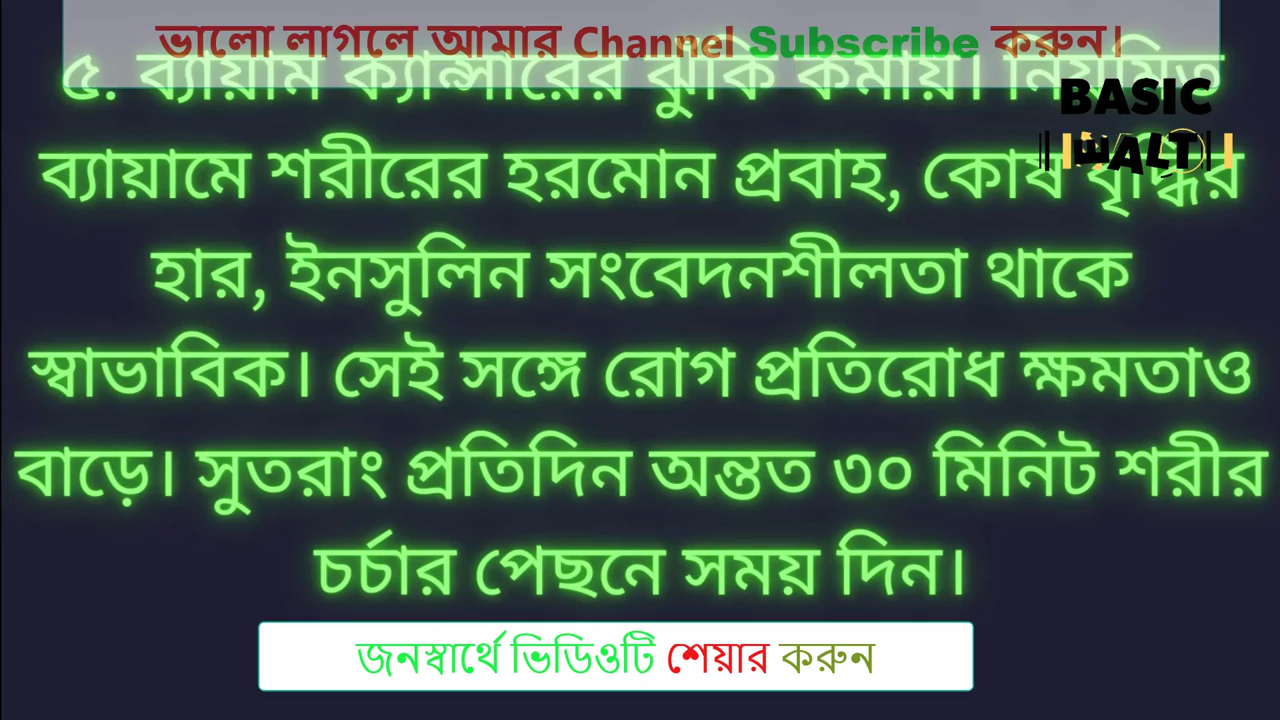 ভালো লাগলে আমার Channel Subscribe করুন।
৫. ব্যায়াম ক্যান্সারের ঝুঁকি কমায়। নিয়মিত
BASIC
ব্যায়ামে শরীরের হরমোন প্রবাহ, কোষ বৃদ্ধির
হার, ইনসুলিন সংবেদনশীলতা থাকে
স্বাভাবিক। সেই সঙ্গে রোগ প্রতিরোধ ক্ষমতাও
বাড়ে। সুতরাং প্রতিদিন অন্তত ৩০ মিনিট শরীর
চর্চার পেছনে সময় দিন।
জনস্বার্থে ভিডিওটি শেয়ার করুন